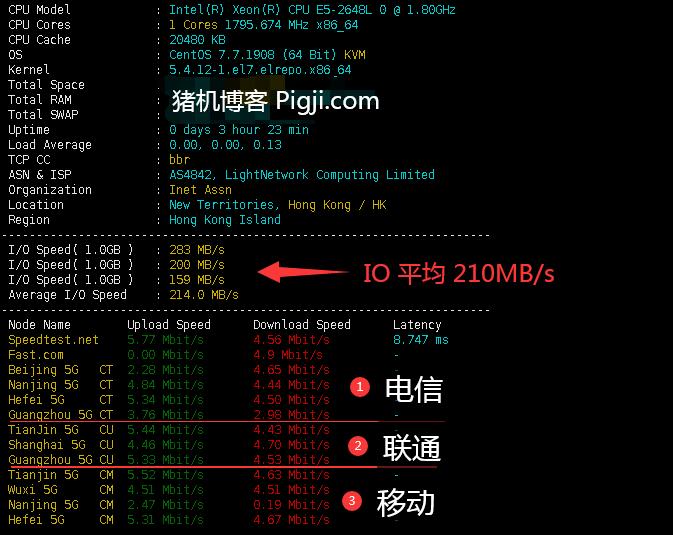 CPU Model : Intel(R) Xeon(R) CPU E5-2648L 0 @ 1.80GHz
CPU Cores : 1 Cores 1795.674 MHz x86_64
CPU Cache : 20480 KB
OS : CentOS 7.7.1908 (64 Bit) KVM
Kernel : 5.4.12-1.el7.elrepo.x86_64
Total Space :
Total RAM : 猪机博客 Pigji.com
Total SWAP :
Uptime : 0 days 3 hour 23 min
Load Average : 0.00, 0.00, 0.13
TCP CC : bbr
ASN & ISP : AS4842, LightNetwork Computing Limited
Organization : Inet Assn
Location : New Territories, Hong Kong / HK
Region : Hong Kong Island
I/O Speed( 1.0GB ) : 283 MB/s
I/O Speed( 1.0GB ) : 200 MB/s IO 平均 210MB/s
I/O Speed( 1.0GB ) : 159 MB/s
Average I/O Speed : 214.0 MB/s
Node Name Upload Speed Download Speed Latency
Speedtest.net 5.77 Mbit/s 4.56 Mbit/s 8.747 ms
Fast.com 0.00 Mbit/s 4.9 Mbit/s -
Beijing 5G CT 2.28 Mbit/s 4.65 Mbit/s -
Nanjing 5G CT 4.84 Mbit/s 4.44 Mbit/s - 1 电信
Hefei 5G CT 5.34 Mbit/s 4.50 Mbit/s -
Guangzhou 5G CT 3.76 Mbit/s 2.98 Mbit/s -
TianJin 5G CU 5.44 Mbit/s 4.43 Mbit/s -
Shanghai 5G CU 4.46 Mbit/s 4.70 Mbit/s - 2 联通
Guangzhou 5G CU 5.33 Mbit/s 4.53 Mbit/s -
Tianjin 5G CM 5.52 Mbit/s 4.63 Mbit/s -
Wuxi 5G CM 4.51 Mbit/s 4.51 Mbit/s -
Nanjing 5G CM 2.47 Mbit/s 0.19 Mbit/s - 3 移动
Hefei 5G CM 5.31 Mbit/s 4.67 Mbit/s -